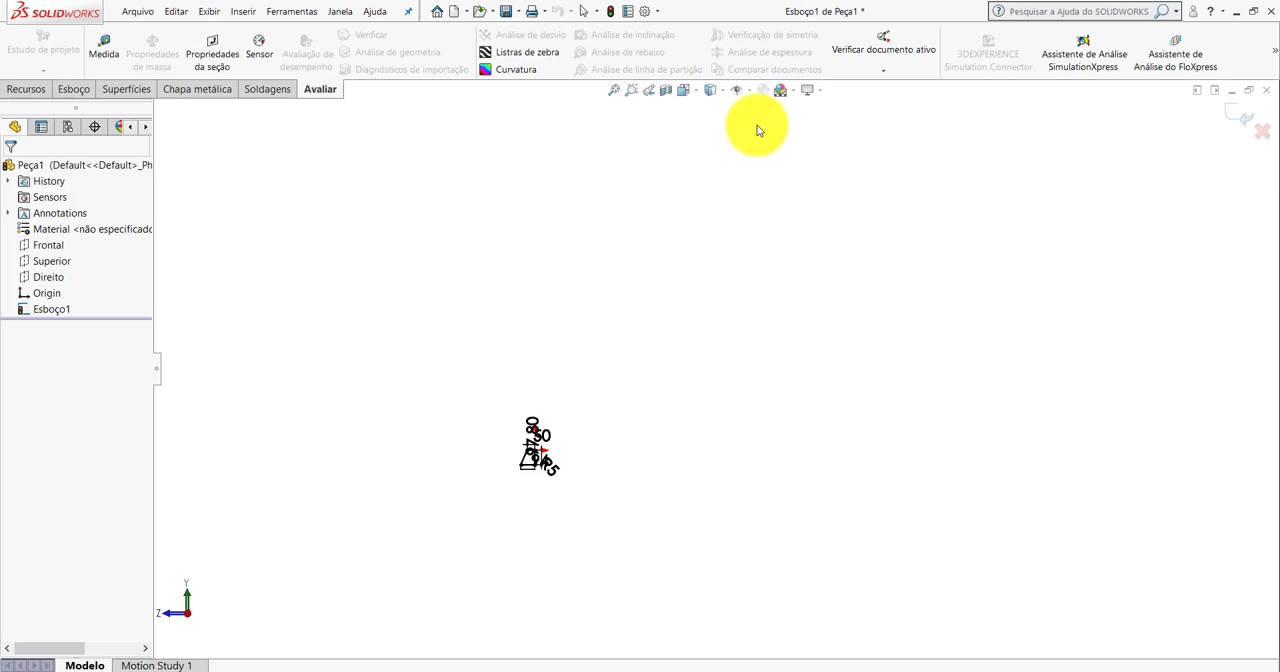 SOLIDWORKS Arquivo Editar Exibir Inserir Ferramentas Janela Ajuda Esboço1 de Peça1 * Pesquisar a Ajuda do SOLIDWORKS ?
Estudo de projeto Medida Propriedades de massa Propriedades da seção Sensor Avaliação de desempenho
Verificar Análise de desvio Análise de inclinação Verificação de simetria
Análise de geometria Listras de zebra Análise de rebaixo Análise de espessura
Diagnósticos de importação Curvatura Análise de linha de partição Comparar documentos
Verificar documento ativo 3DEXPERIENCE Simulation Connector Assistente de Análise SimulationXpress Assistente de Análise do FloXpress
Recursos Esboço Superfícies Chapa metálica Soldagens Avaliar
Peça1 (Default<<Default>_Ph
History
Sensors
Annotations
Material <não especificado
Frontal
Superior
Direito
Origin
Esboço1
80
50
R5
Y
Z
Modelo Motion Study 1